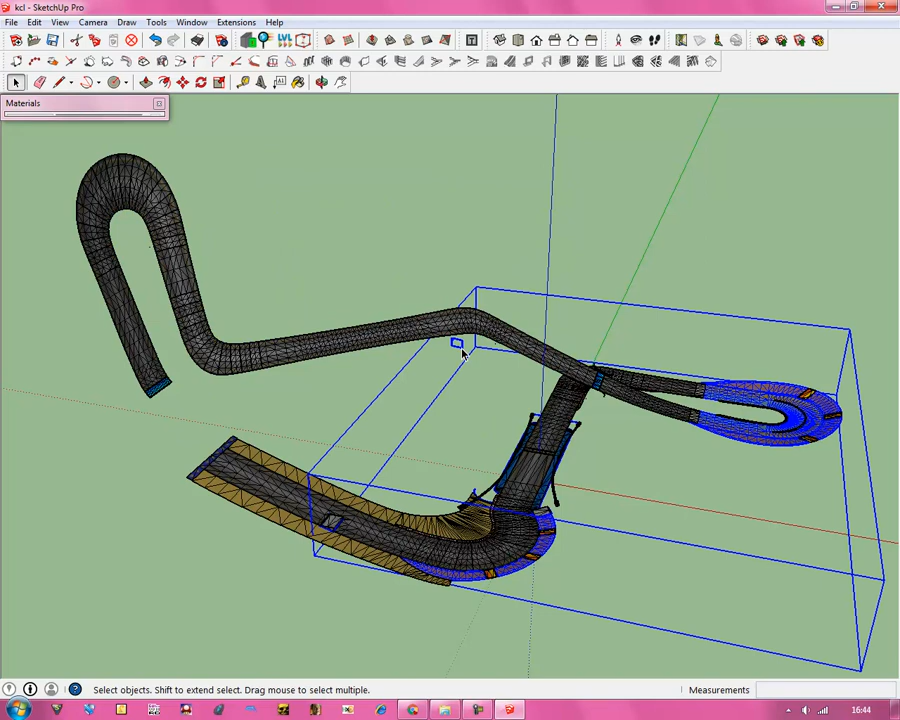 kcl - SketchUp Pro
File Edit View Camera Draw Tools Window Extensions Help
LVL
Materials
Select objects. Shift to extend select. Drag mouse to select multiple.
Measurements
16:44